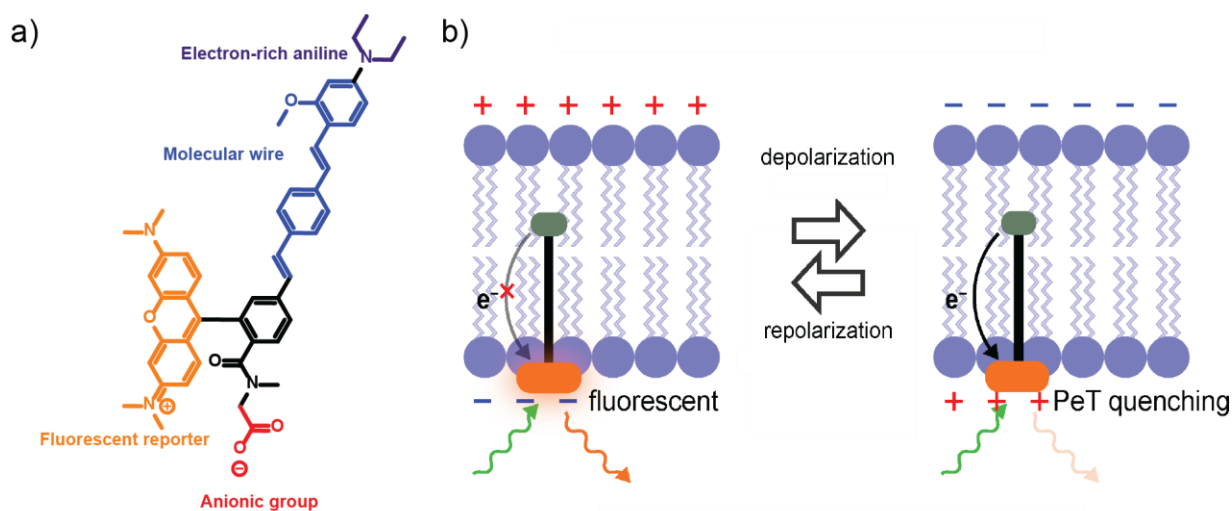 a)
Electron-rich aniline
N
O
Molecular wire
N
O
O
N
N
⊕
O
O
⊖
Fluorescent reporter
Anionic group
b)
+ + + + + +
e⁻
×
− − −
fluorescent
depolarization
repolarization
− − − − − −
e⁻
+ + +
PeT quenching